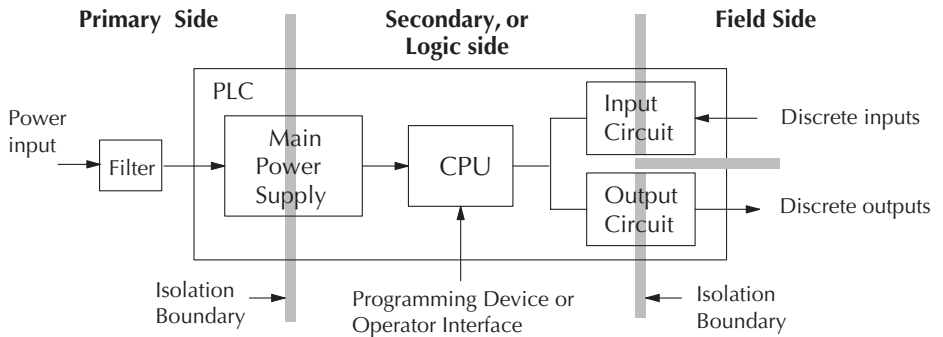 Primary Side
Secondary, or
Logic side
Field Side
PLC
Power
input
Filter
Main
Power
Supply
CPU
Input
Circuit
Discrete inputs
Output
Circuit
Discrete outputs
Isolation
Boundary
Programming Device or
Operator Interface
Isolation
Boundary